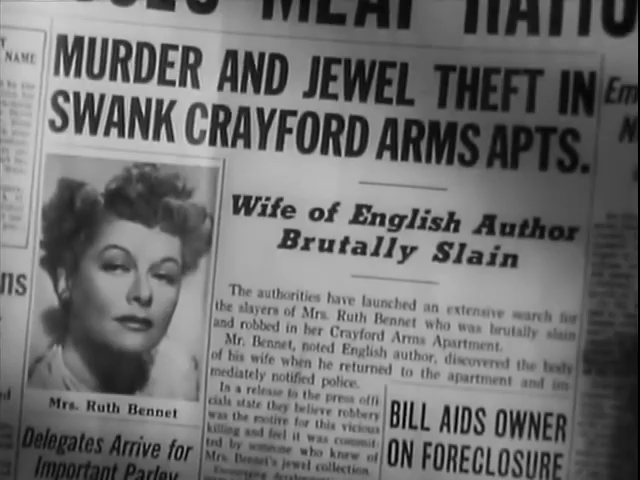 MEAT
T
NAME
MURDER AND JEWEL THEFT IN
SWANK CRAYFORD ARMS APTS.
Em
N
Wife of English Author
Brutally Slain
The authorities have launched an extensive search for
the slayers of Mrs. Ruth Bennet who was brutally slain
and robbed in her Crayford Arms Apartment.
Mr. Bennet, noted English author, discovered the body
of his wife when he returned to the apartment and im-
mediately notified police.
In a release to the press offi-
cials state they believe robbery
was the motive for this vicious
killing and feel it was commit-
ted by someone who knew of
Mrs. Bennet's jewel collection.
Mrs. Ruth Bennet
Delegates Arrive for
Important Parley
BILL AIDS OWNER
ON FORECLOSURE